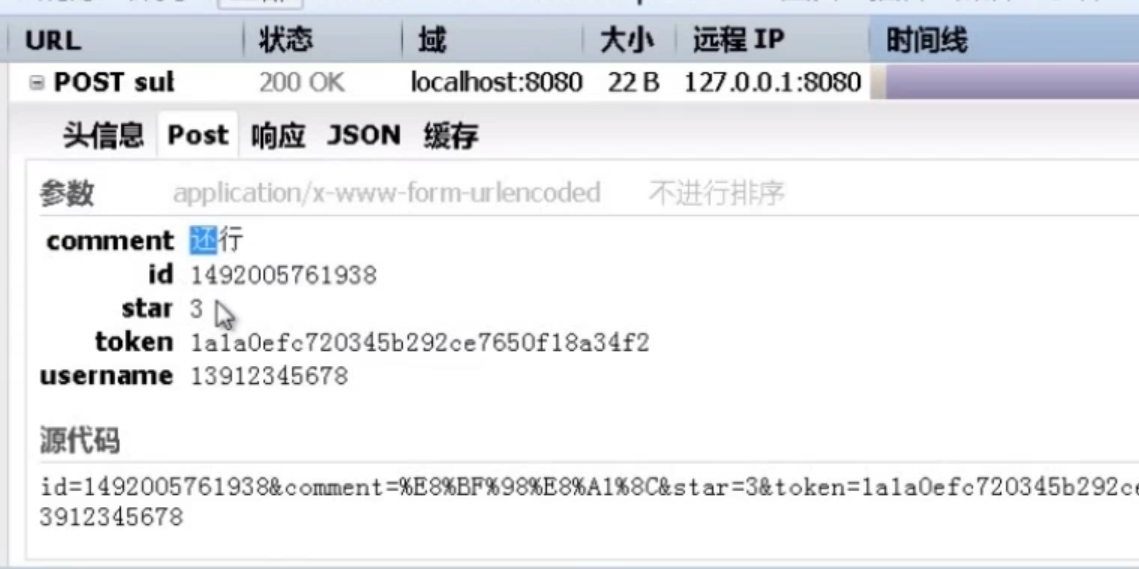 URL 状态 域 大小 远程 IP 时间线
POST sul 200 OK localhost:8080 22 B 127.0.0.1:8080
头信息 Post 响应 JSON 缓存
参数 application/x-www-form-urlencoded 不进行排序
comment 还行
id 1492005761938
star 3
token 1a1a0efc720345b292ce7650f18a34f2
username 13912345678
源代码
id=1492005761938&comment=%E8%BF%98%E8%A1%8C&star=3&token=1a1a0efc720345b292ce
3912345678